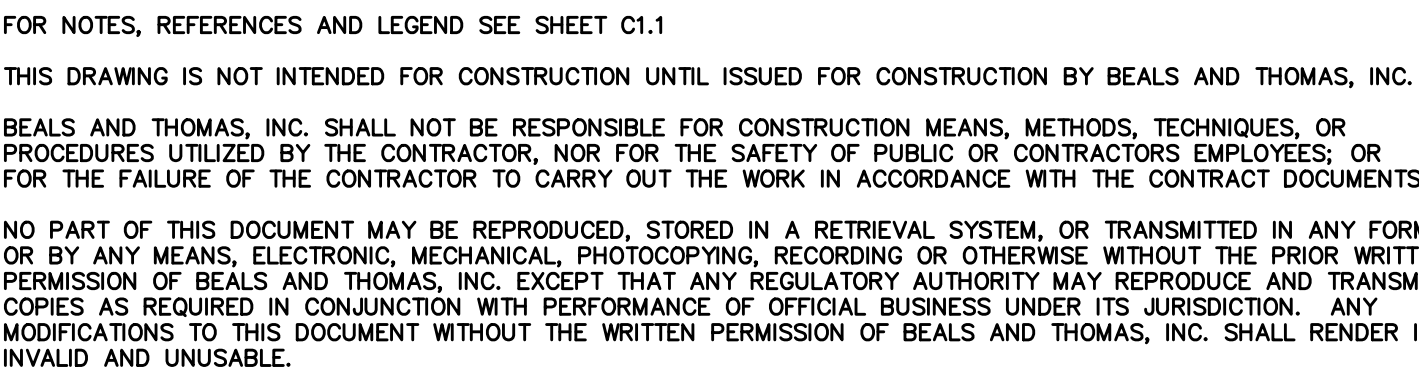 FOR NOTES, REFERENCES AND LEGEND SEE SHEET C1.1
THIS DRAWING IS NOT INTENDED FOR CONSTRUCTION UNTIL ISSUED FOR CONSTRUCTION BY BEALS AND THOMAS, INC.
BEALS AND THOMAS, INC. SHALL NOT BE RESPONSIBLE FOR CONSTRUCTION MEANS, METHODS, TECHNIQUES, OR
PROCEDURES UTILIZED BY THE CONTRACTOR, NOR FOR THE SAFETY OF PUBLIC OR CONTRACTORS EMPLOYEES; OR
FOR THE FAILURE OF THE CONTRACTOR TO CARRY OUT THE WORK IN ACCORDANCE WITH THE CONTRACT DOCUMENTS
NO PART OF THIS DOCUMENT MAY BE REPRODUCED, STORED IN A RETRIEVAL SYSTEM, OR TRANSMITTED IN ANY
OR BY ANY MEANS, ELECTRONIC, MECHANICAL, PHOTOCOPYING, RECORDING OR OTHERWISE WITHOUT THE PRIOR
PERMISSION OF BEALS AND THOMAS, INC. EXCEPT THAT ANY REGULATORY AUTHORITY MAY REPRODUCE AND
COPIES AS REQUIRED IN CONJUNCTION WITH PERFORMANCE OF OFFICIAL BUSINESS UNDER ITS JURISDICTION. ANY
MODIFICATIONS TO THIS DOCUMENT WITHOUT THE WRITTEN PERMISSION OF BEALS AND THOMAS, INC. SHALL RENDER
INVALID AND UNUSABLE.